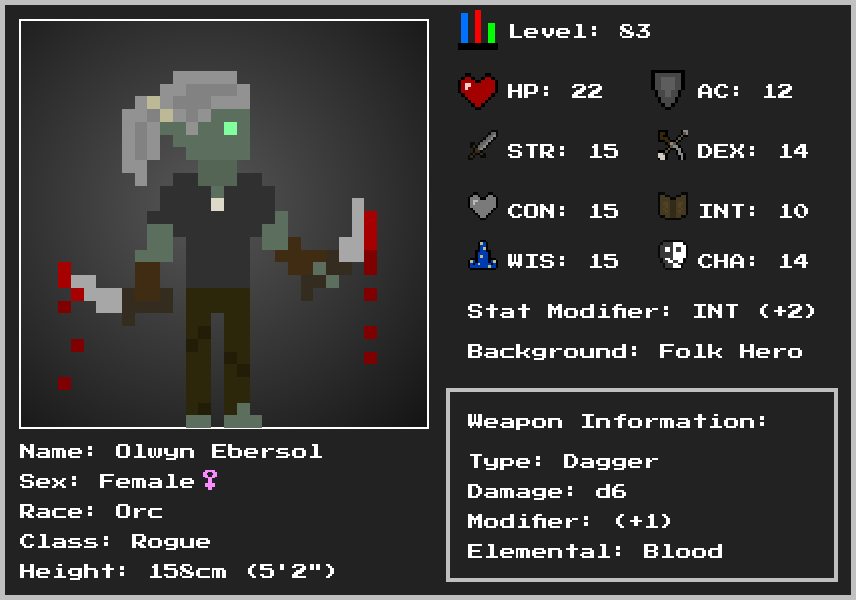 Level: 83
HP: 22 AC: 12
STR: 15 DEX: 14
CON: 15 INT: 10
WIS: 15 CHA: 14
Stat Modifier: INT (+2)
Background: Folk Hero
Weapon Information:
Type: Dagger
Damage: d6
Modifier: (+1)
Elemental: Blood
Name: Olwyn Ebersol
Sex: Female♀
Race: Orc
Class: Rogue
Height: 158cm (5'2")